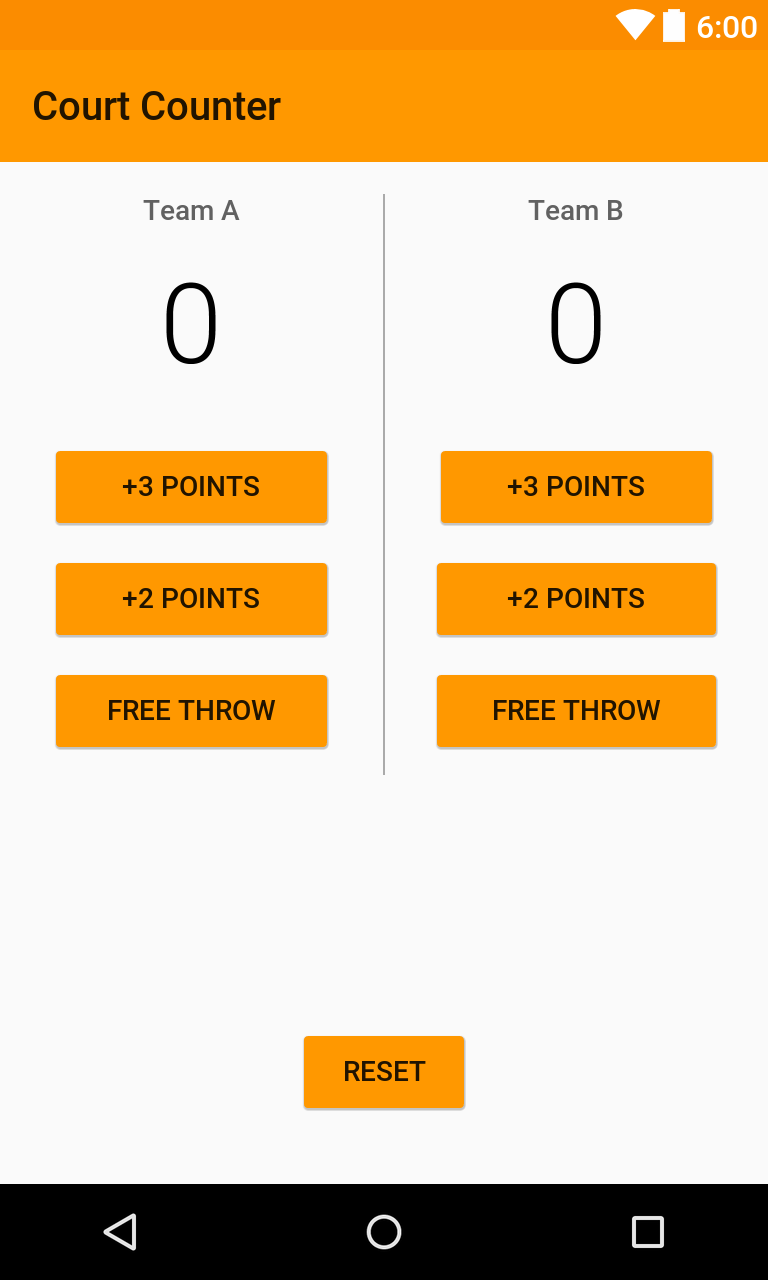 6:00
Court Counter
Team A
0
+3 POINTS
+2 POINTS
FREE THROW
Team B
0
+3 POINTS
+2 POINTS
FREE THROW
RESET